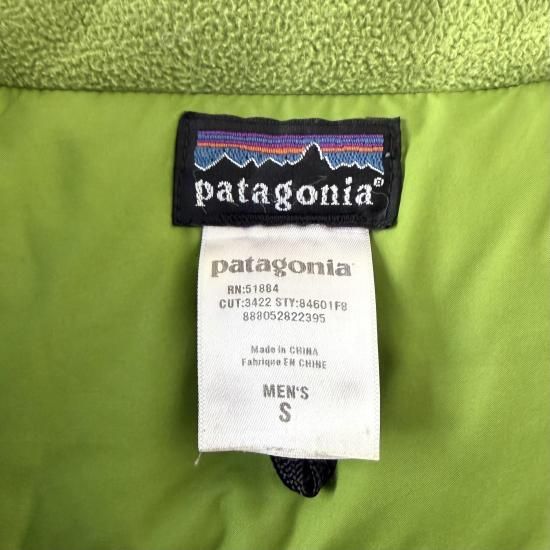 patagonia®
patagonia
RN:51884
CUT:3422 STY:84601F8
888052822395
Made in CHINA
Fabriqué EN CHINE
MEN'S
S